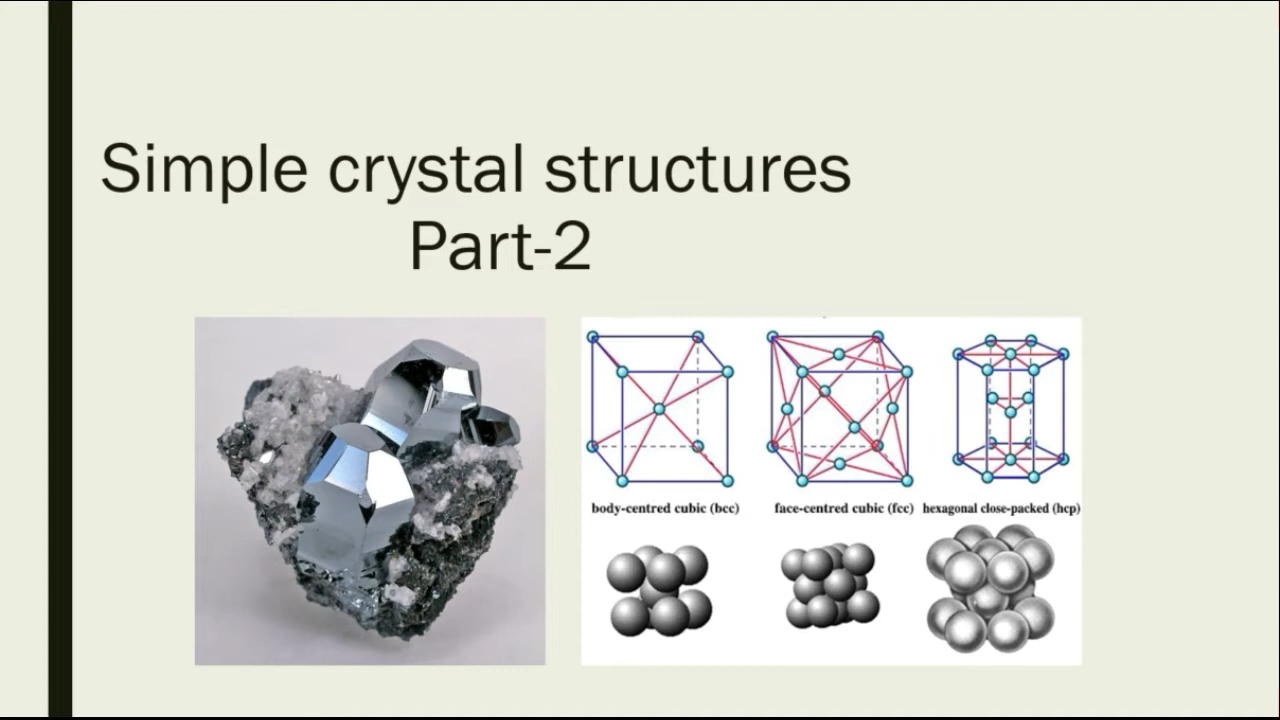 Simple crystal structures
Part-2
body-centred cubic (bcc)
face-centred cubic (fcc)
hexagonal close-packed (hcp)